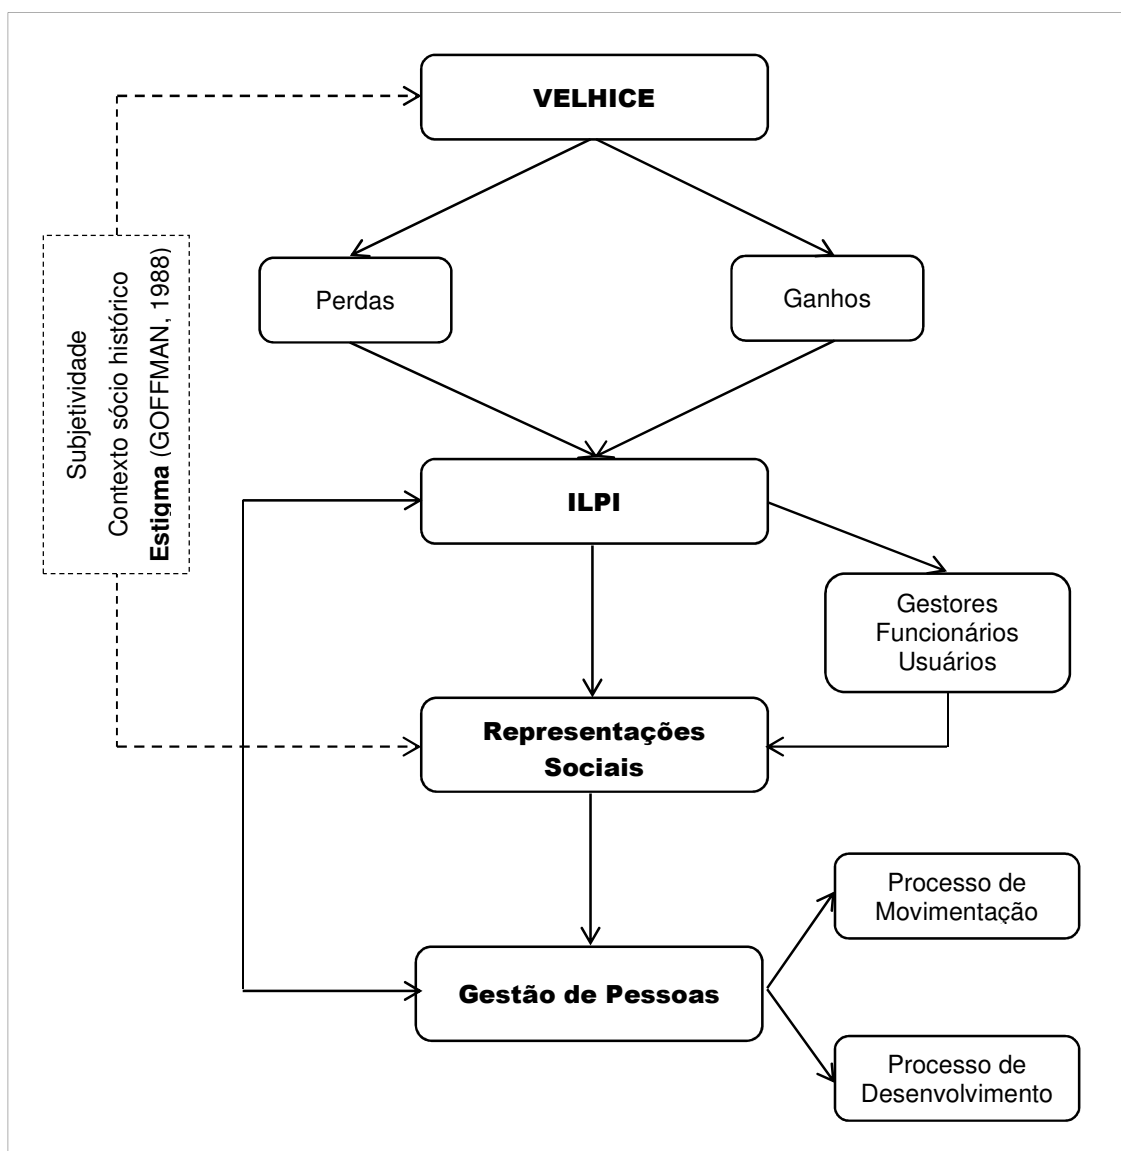 VELHICE
Subjetividade
Contexto sócio histórico
Estigma (GOFFMAN, 1988)
Perdas
Ganhos
ILPI
Gestores
Funcionários
Usuários
Representações
Sociais
Processo de
Movimentação
Gestão de Pessoas
Processo de
Desenvolvimento